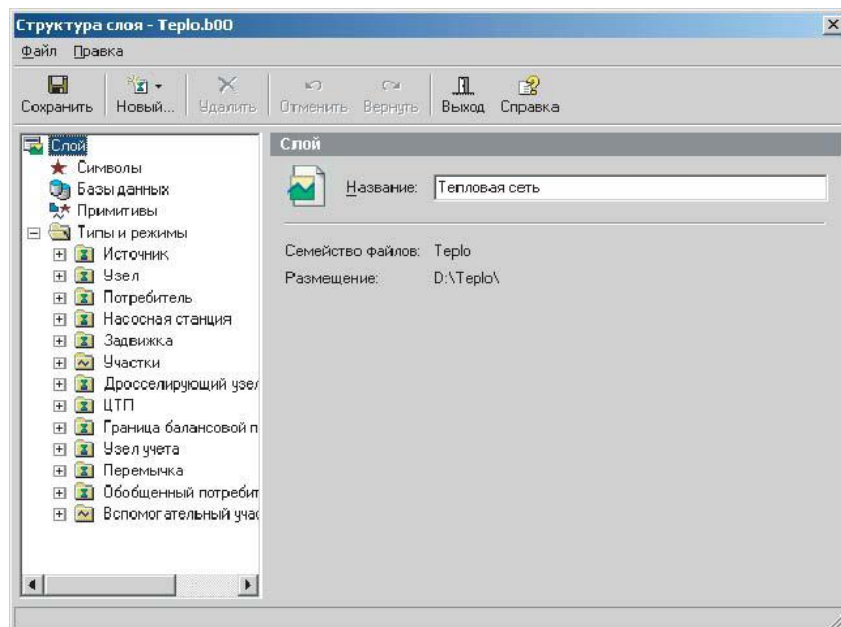 Структура слоя - Teplo.b00
Файл Правка
Сохранить Новый... Удалить Отменить Вернуть Выход Справка
Слой
Символы
Базы данных
Примитивы
Типы и режимы
Источник
Узел
Потребитель
Насосная станция
Задвижка
Участки
Дросселирующий узел
ЦТП
Граница балансовой п
Узел учета
Перемычка
Обобщенный потребит
Вспомогательный учас
Слой
Название: Тепловая сеть
Семейство файлов: Teplo
Размещение: D:\Teplo\